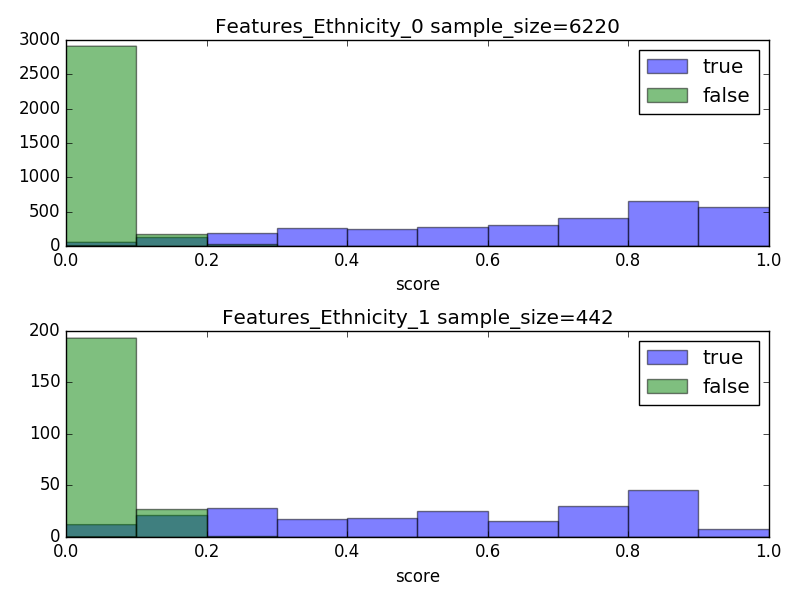 Features_Ethnicity_0 sample_size=6220
3000
2500
2000
1500
1000
500
0
true
false
0.0 0.2 0.4 0.6 0.8 1.0
score
Features_Ethnicity_1 sample_size=442
200
150
100
50
0
true
false
0.0 0.2 0.4 0.6 0.8 1.0
score